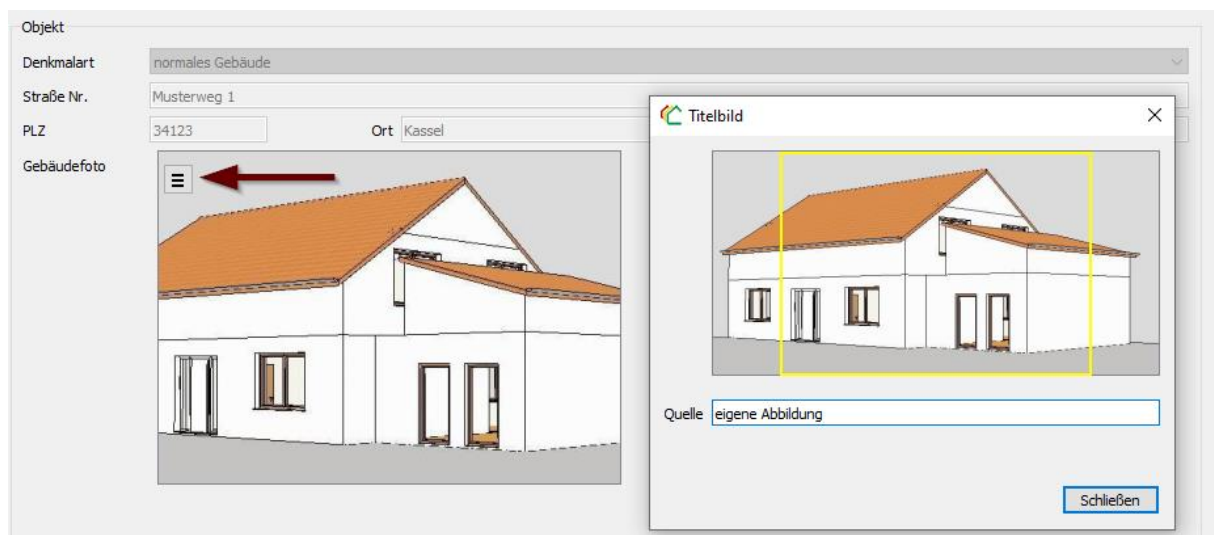 Objekt
Denkmalart normales Gebäude
Straße Nr. Musterweg 1
PLZ 34123 Ort Kassel
Gebäudefoto
Titelbild
Quelle eigene Abbildung
Schließen